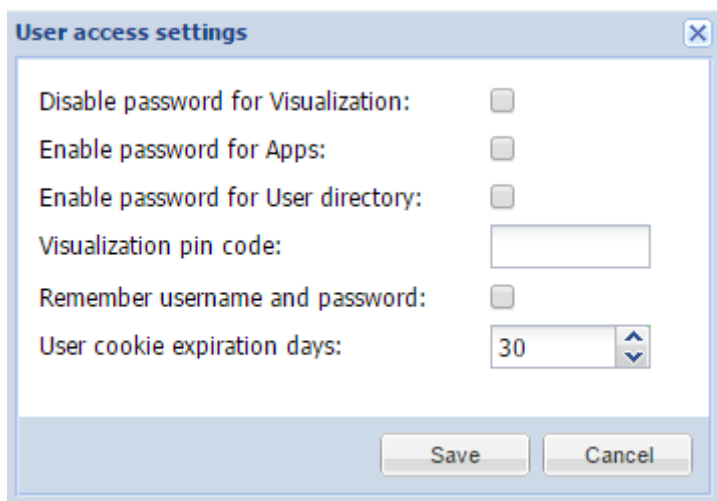 User access settings
Disable password for Visualization:
Enable password for Apps:
Enable password for User directory:
Visualization pin code:
Remember username and password:
User cookie expiration days: 30
Save Cancel